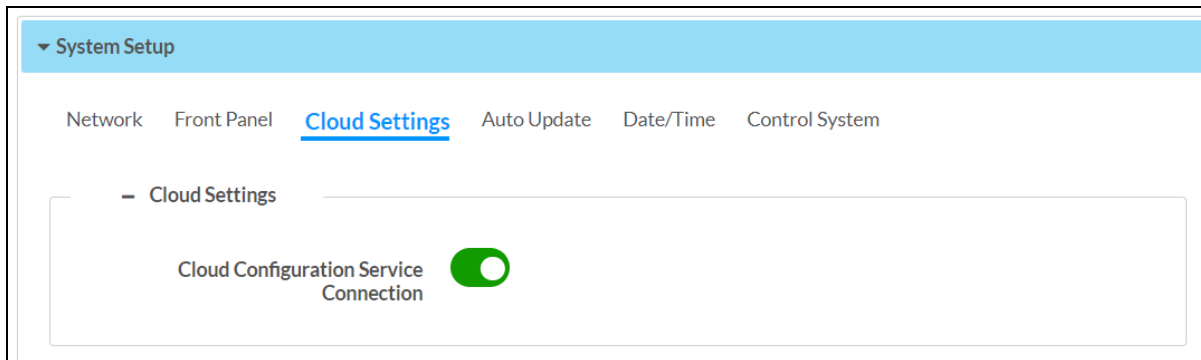 System Setup
Network Front Panel Cloud Settings Auto Update Date/Time Control System
Cloud Settings
Cloud Configuration Service
Connection